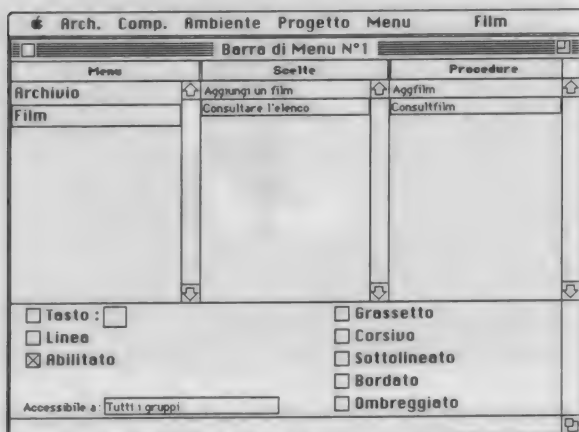 Arch. Comp. Ambiente Progetto Menu Film
Barra di Menu N°1
Menu Scelte Procedure
Archivio Aggiungi un film Aggfilm
Film Consultare l'elenco Consultfilm
Tasto :
Linea
Abilitato
Accessibile a: Tutti i gruppi
Grassetto
Corsivo
Sottolineato
Bordato
Ombreggiato